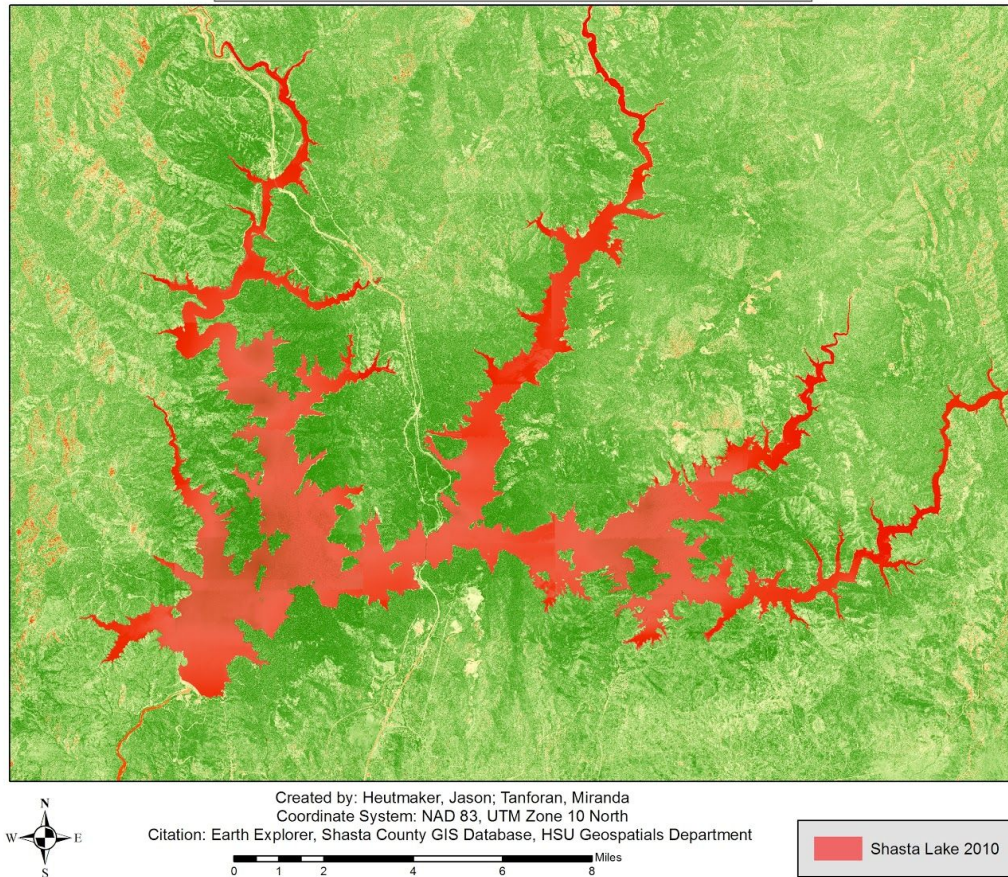 Created by: Heutmaker, Jason; Tanforan, Miranda
Coordinate System: NAD 83, UTM Zone 10 North
Citation: Earth Explorer, Shasta County GIS Database, HSU Geospatials Department
N
W E
S
Miles
0 1 2 4 6 8
Shasta Lake 2010